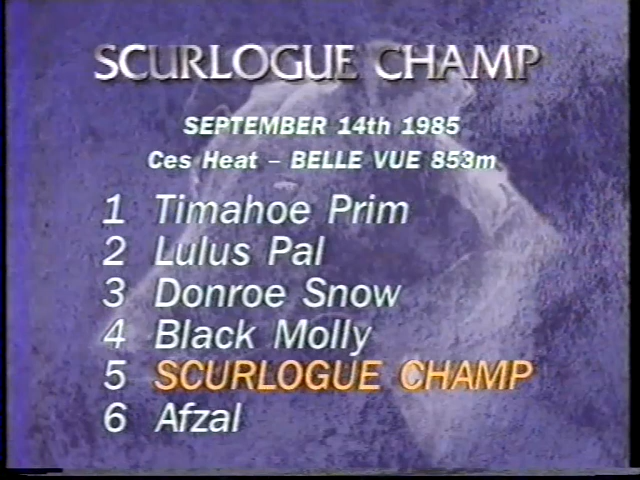 SCURLOGUE CHAMP
SEPTEMBER 14th 1985
Ces Heat - BELLE VUE 853m
1 Timahoe Prim
2 Lulus Pal
3 Donroe Snow
4 Black Molly
5 SCURLOGUE CHAMP
6 Afzal